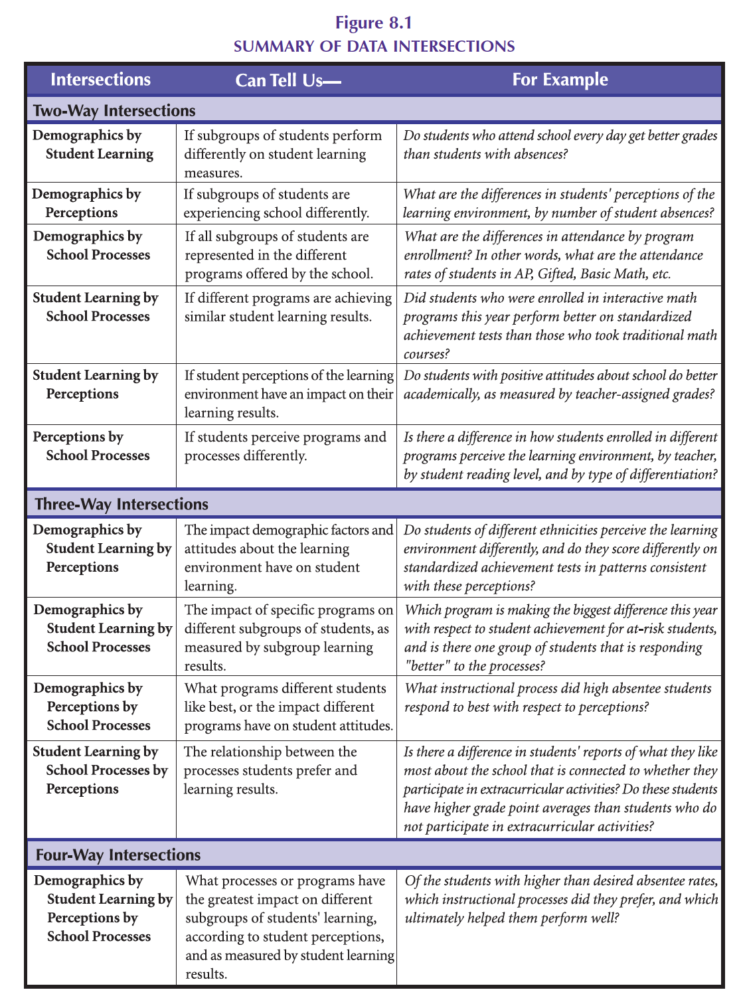 Figure 8.1
SUMMARY OF DATA INTERSECTIONS
Intersections
Can Tell Us—
For Example
Two-Way Intersections
Demographics by
Student Learning
If subgroups of students perform
differently on student learning
measures.
Do students who attend school every day get better grades
than students with absences?
Demographics by
Perceptions
If subgroups of students are
experiencing school differently.
What are the differences in students' perceptions of the
learning environment, by number of student absences?
Demographics by
School Processes
If all subgroups of students are
represented in the different
programs offered by the school.
What are the differences in attendance by program
enrollment? In other words, what are the attendance
rates of students in AP, Gifted, Basic Math, etc.
Student Learning by
School Processes
If different programs are achieving
similar student learning results.
Did students who were enrolled in interactive math
programs this year perform better on standardized
achievement tests than those who took traditional math
courses?
Student Learning by
Perceptions
If student perceptions of the learning
environment have an impact on their
learning results.
Do students with positive attitudes about school do better
academically, as measured by teacher-assigned grades?
Perceptions by
School Processes
If students perceive programs and
processes differently.
Is there a difference in how students enrolled in different
programs perceive the learning environment, by teacher,
by student reading level, and by type of differentiation?
Three-Way Intersections
Demographics by
Student Learning by
Perceptions
The impact demographic factors and
attitudes about the learning
environment have on student
learning.
Do students of different ethnicities perceive the learning
environment differently, and do they score differently on
standardized achievement tests in patterns consistent
with these perceptions?
Demographics by
Student Learning by
School Processes
The impact of specific programs on
different subgroups of students, as
measured by subgroup learning
results.
Which program is making the biggest difference this year
with respect to student achievement for at-risk students,
and is there one group of students that is responding
"better" to the processes?
Demographics by
Perceptions by
School Processes
What programs different students
like best, or the impact different
programs have on student attitudes.
What instructional process did high absentee students
respond to best with respect to perceptions?
Student Learning by
School Processes by
Perceptions
The relationship between the
processes students prefer and
learning results.
Is there a difference in students' reports of what they like
most about the school that is connected to whether they
participate in extracurricular activities? Do these students
have higher grade point averages than students who do
not participate in extracurricular activities?
Four-Way Intersections
Demographics by
Student Learning by
Perceptions by
School Processes
What processes or programs have
the greatest impact on different
subgroups of students' learning,
according to student perceptions,
and as measured by student learning
results.
Of the students with higher than desired absentee rates,
which instructional processes did they prefer, and which
ultimately helped them perform well?